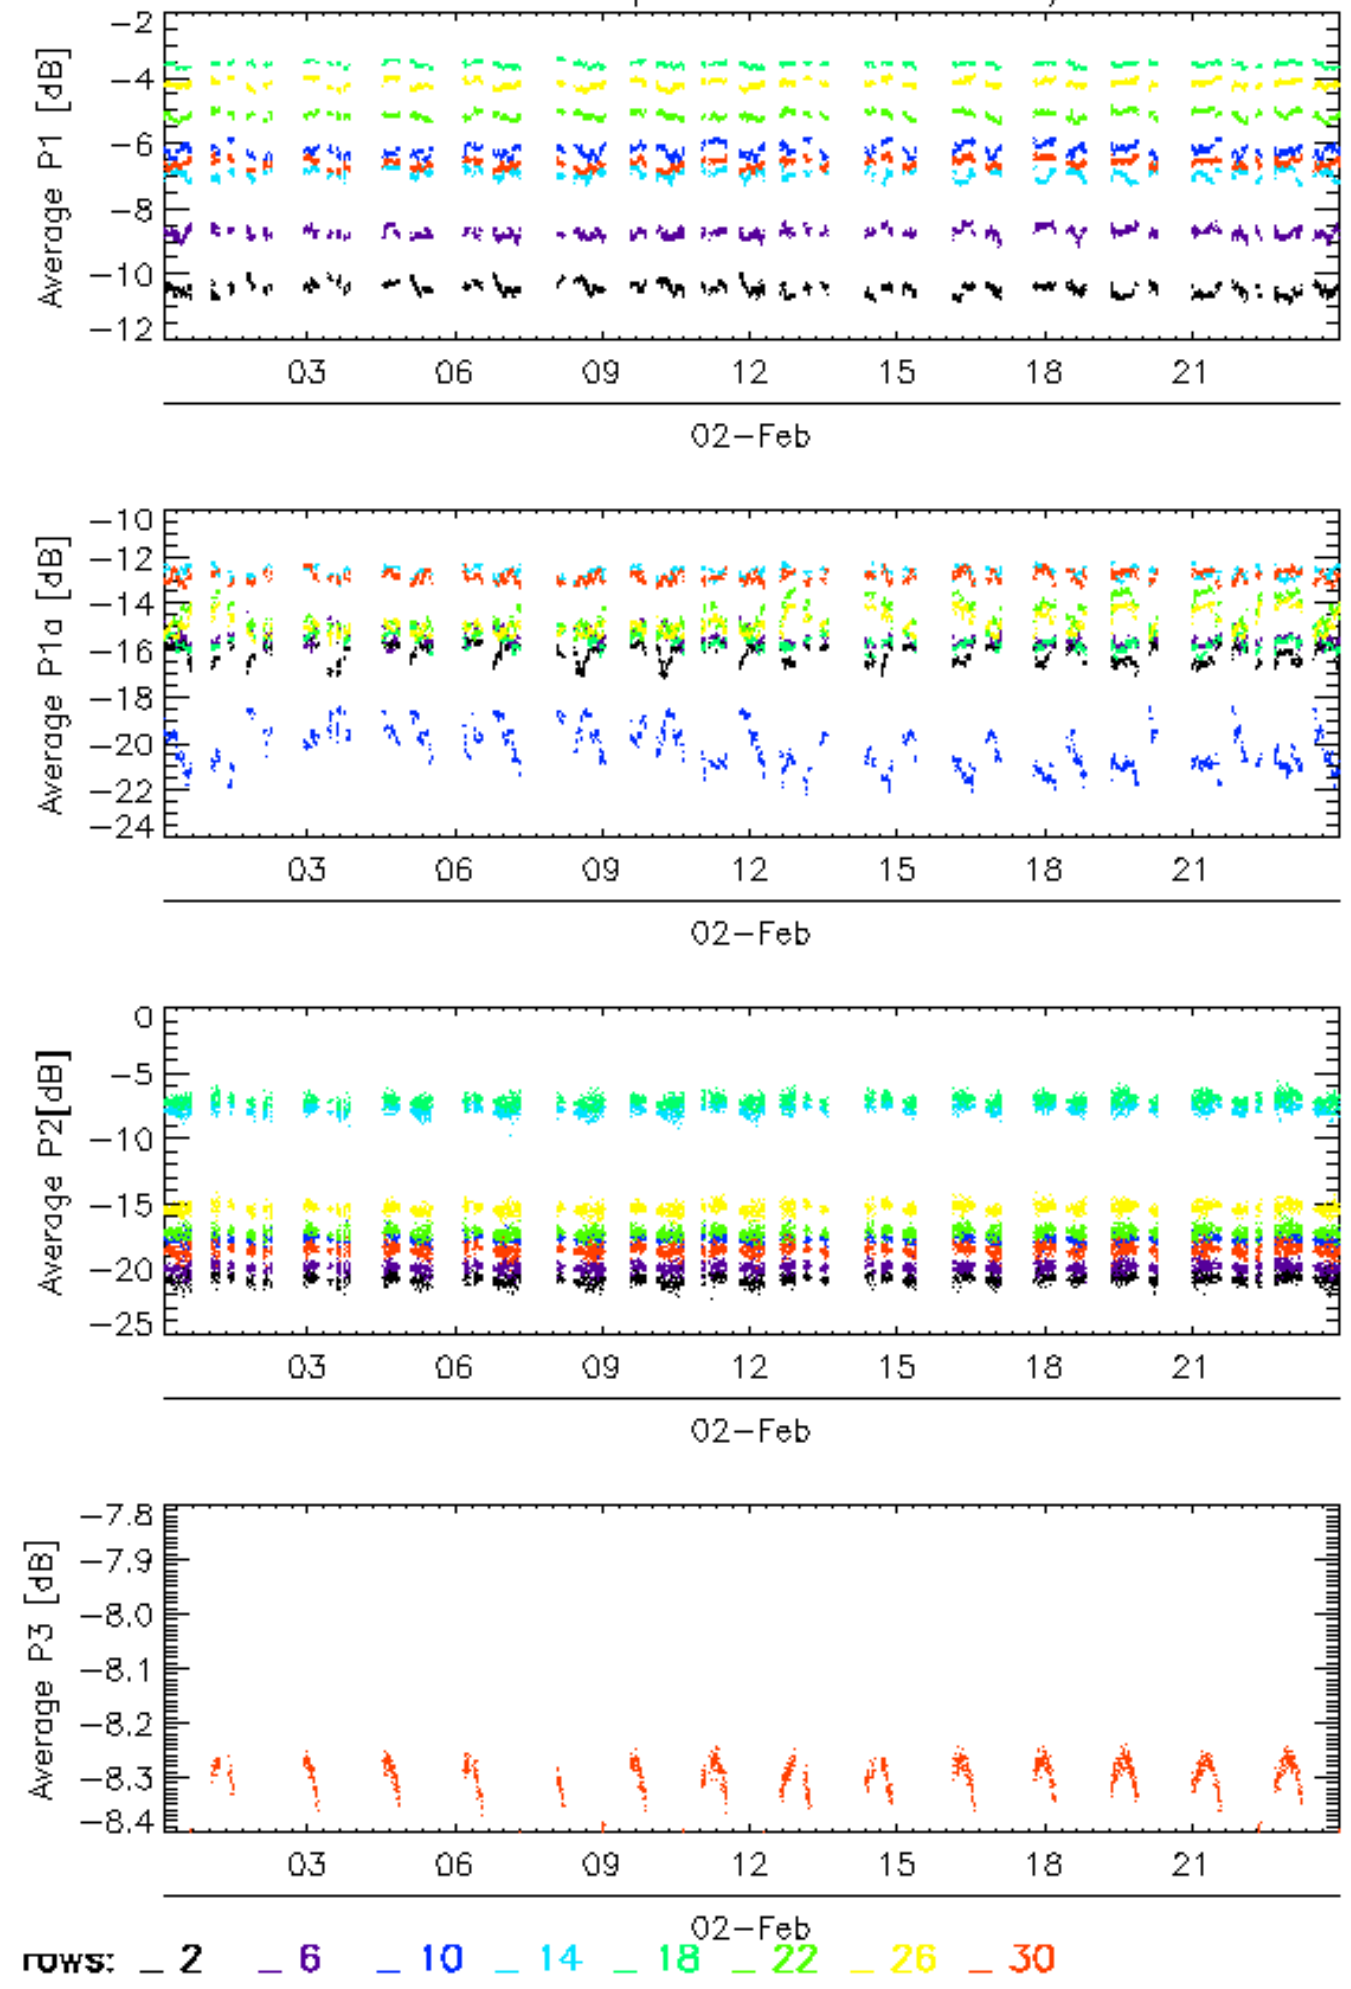 Average P1 [dB]
−2
−4
−6
−8
−10
−12
03 06 09 12 15 18 21
02−Feb
Average P1a [dB]
−10
−12
−14
−16
−18
−20
−22
−24
03 06 09 12 15 18 21
02−Feb
Average P2[dB]
0
−5
−10
−15
−20
−25
03 06 09 12 15 18 21
02−Feb
Average P3 [dB]
−7.8
−7.9
−8.0
−8.1
−8.2
−8.3
−8.4
03 06 09 12 15 18 21
02−Feb
rows: _ 2 _ 6 _ 10 _ 14 _ 18 _ 22 _ 26 _ 30